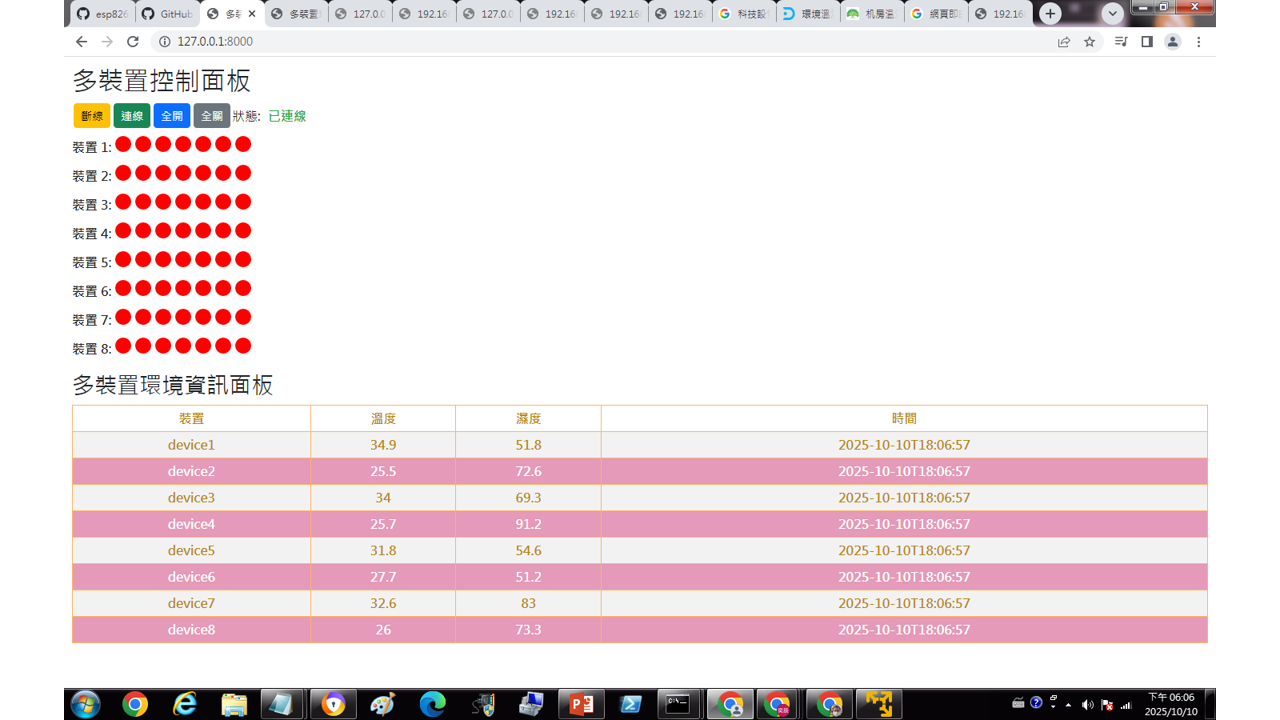 esp826
GitHub
多裝
多裝置
127.0.0
192.16
127.0.0
192.16
192.16
192.16
科技設
環境溫
机房溫
網頁即
192.16
127.0.0.1:8000
多裝置控制面板
斷線 連線 全開 全關 狀態: 已連線
裝置 1:
裝置 2:
裝置 3:
裝置 4:
裝置 5:
裝置 6:
裝置 7:
裝置 8:
多裝置環境資訊面板
裝置 溫度 濕度 時間
device1 34.9 51.8 2025-10-10T18:06:57
device2 25.5 72.6 2025-10-10T18:06:57
device3 34 69.3 2025-10-10T18:06:57
device4 25.7 91.2 2025-10-10T18:06:57
device5 31.8 54.6 2025-10-10T18:06:57
device6 27.7 51.2 2025-10-10T18:06:57
device7 32.6 83 2025-10-10T18:06:57
device8 26 73.3 2025-10-10T18:06:57
下午 06:06
2025/10/10